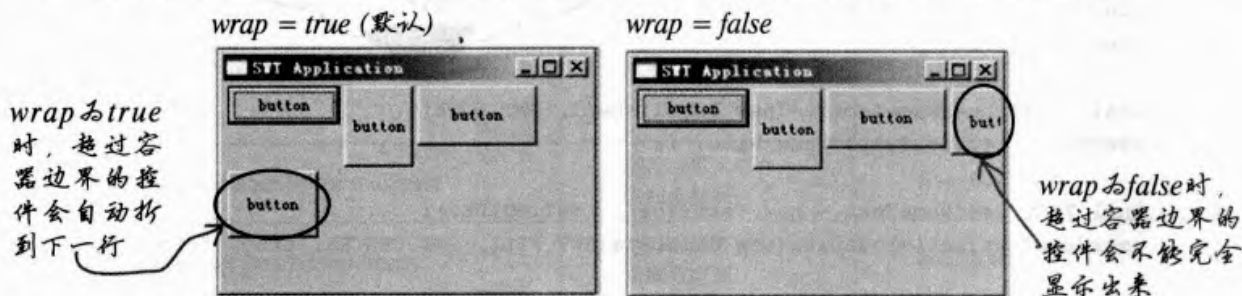 wrap = true (默认)
wrap = false
SWT Application
SWT Application
button
button
button
button
button
button
button
butt
wrap为true
时，超过容
器边界的控
件会自动折
到下一行
wrap为false时，
超过容器边界的
控件会不能完全
显示出来